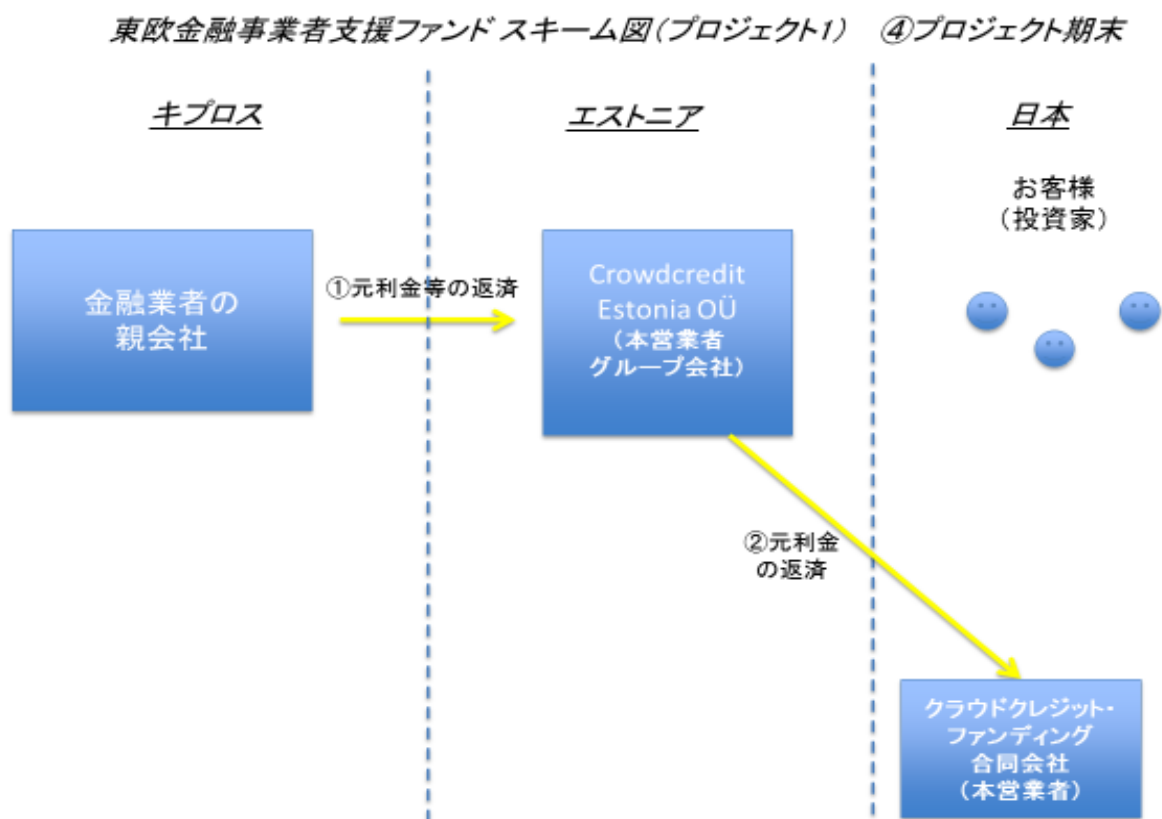 東欧金融事業者支援ファンド スキーム図(プロジェクト1) ④プロジェクト期末
キプロス
エストニア
日本
お客様
(投資家)
金融業者の
親会社
①元利金等の返済
Crowdcredit
Estonia OÜ
(本営業者
グループ会社)
②元利金
の返済
クラウドクレジット・
ファンディング
合同会社
(本営業者)